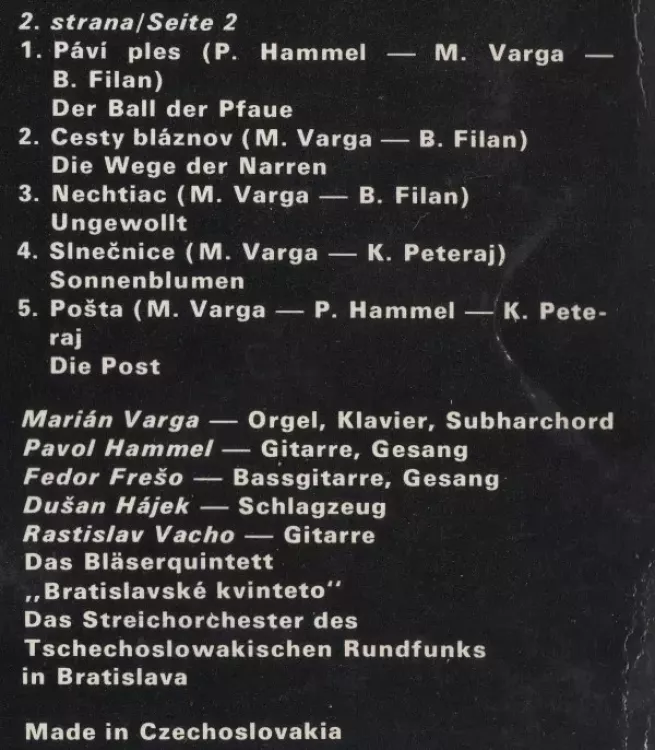 2. strana/Seite 2
1. Páví ples (P. Hammel — M. Varga —
B. Filan)
Der Ball der Pfaue
2. Cesty bláznov (M. Varga — B. Filan)
Die Wege der Narren
3. Nechtiac (M. Varga — B. Filan)
Ungewollt
4. Slnečnice (M. Varga — K. Peteraj)
Sonnenblumen
5. Pošta (M. Varga — P. Hammel — K. Pete-
raj
Die Post
Marián Varga — Orgel, Klavier, Subharchord
Pavol Hammel — Gitarre, Gesang
Fedor Frešo — Bassgitarre, Gesang
Dušan Hájek — Schlagzeug
Rastislav Vacho — Gitarre
Das Bläserquintett
,,Bratislavské kvinteto"
Das Streichorchester des
Tschechoslowakischen Rundfunks
in Bratislava
Made in Czechoslovakia